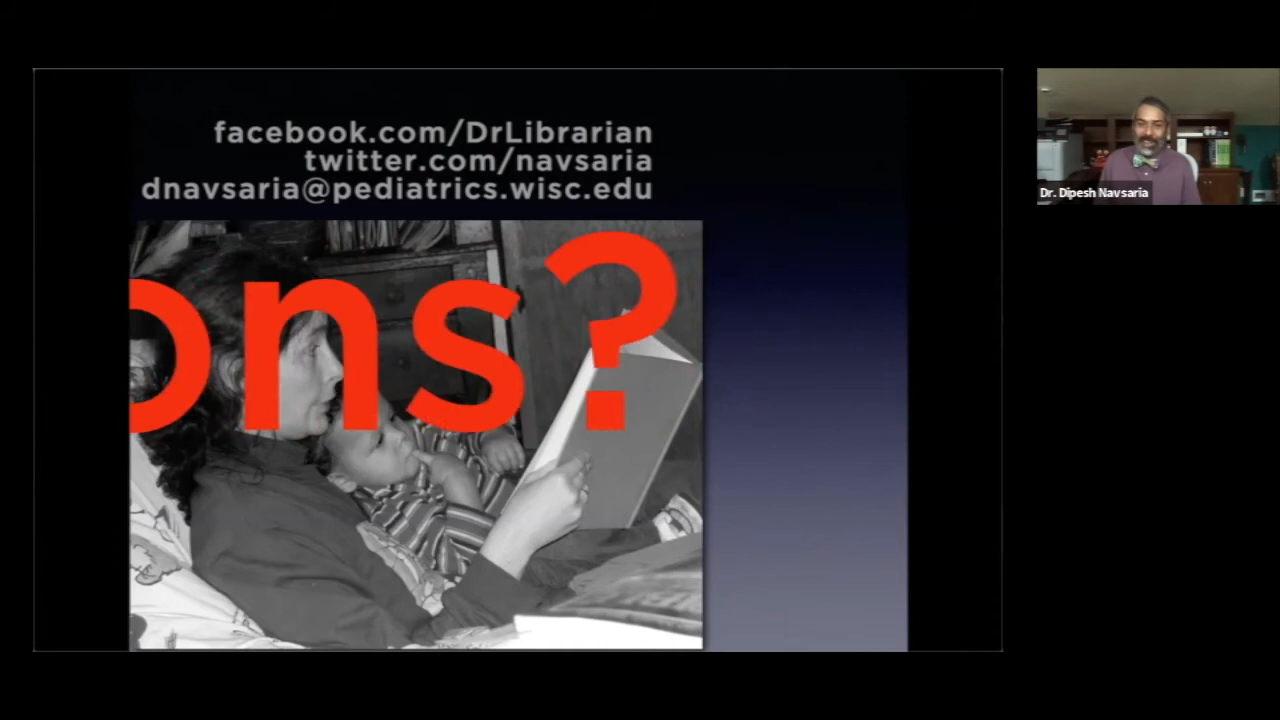 facebook.com/DrLibrarian
twitter.com/navsaria
dnavsaria@pediatrics.wisc.edu
ons?
Dr. Dipesh Navsaria